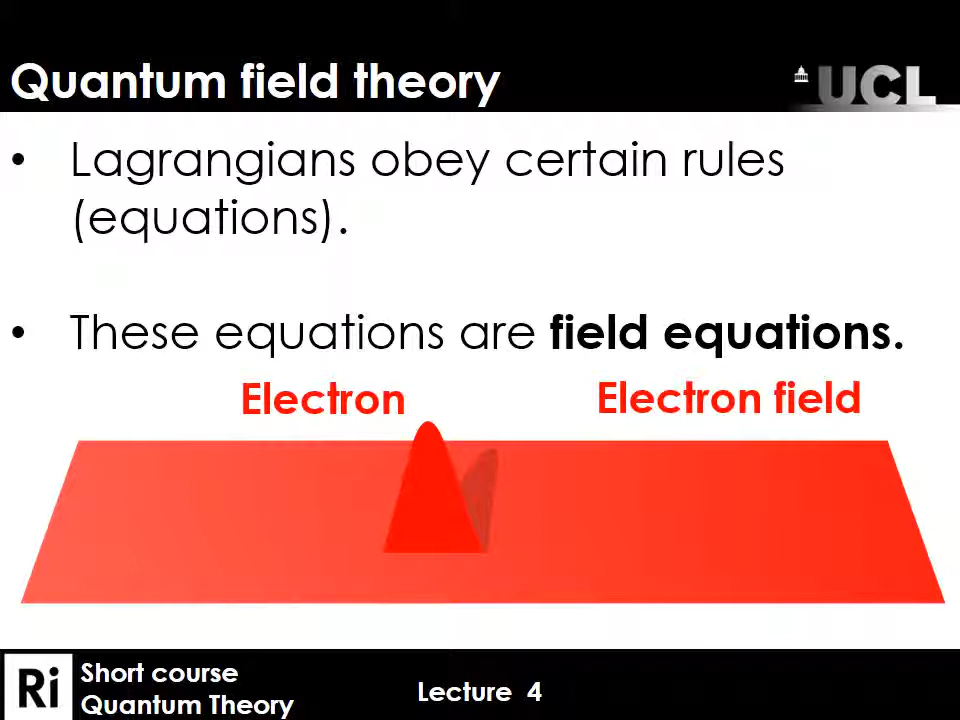 Quantum field theory
UCL
• Lagrangians obey certain rules
(equations).
• These equations are field equations.
Electron
Electron field
Ri
Short course
Quantum Theory
Lecture 4